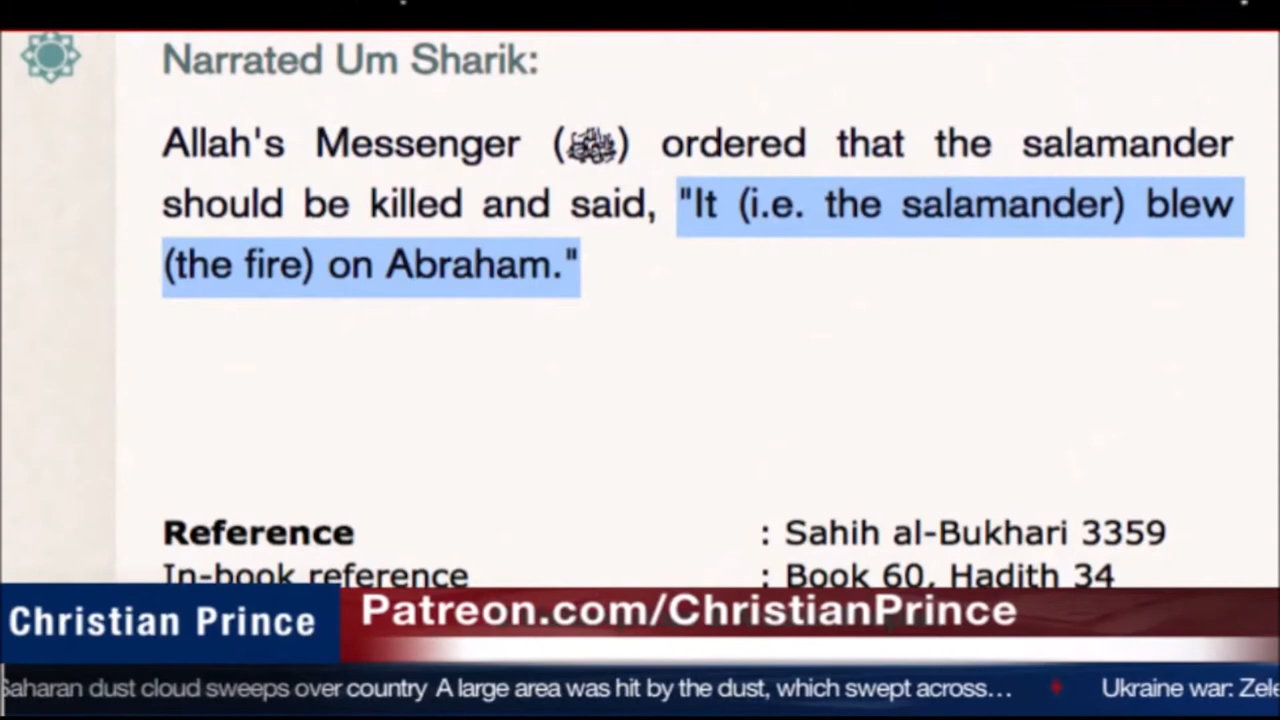 Narrated Um Sharik:
Allah's Messenger (ﷺ) ordered that the salamander
should be killed and said, "It (i.e. the salamander) blew
(the fire) on Abraham."
Reference : Sahih al-Bukhari 3359
In-book reference : Book 60, Hadith 34
Christian Prince
Patreon.com/ChristianPrince
Saharan dust cloud sweeps over country A large area was hit by the dust, which swept across... Ukraine war: Zele